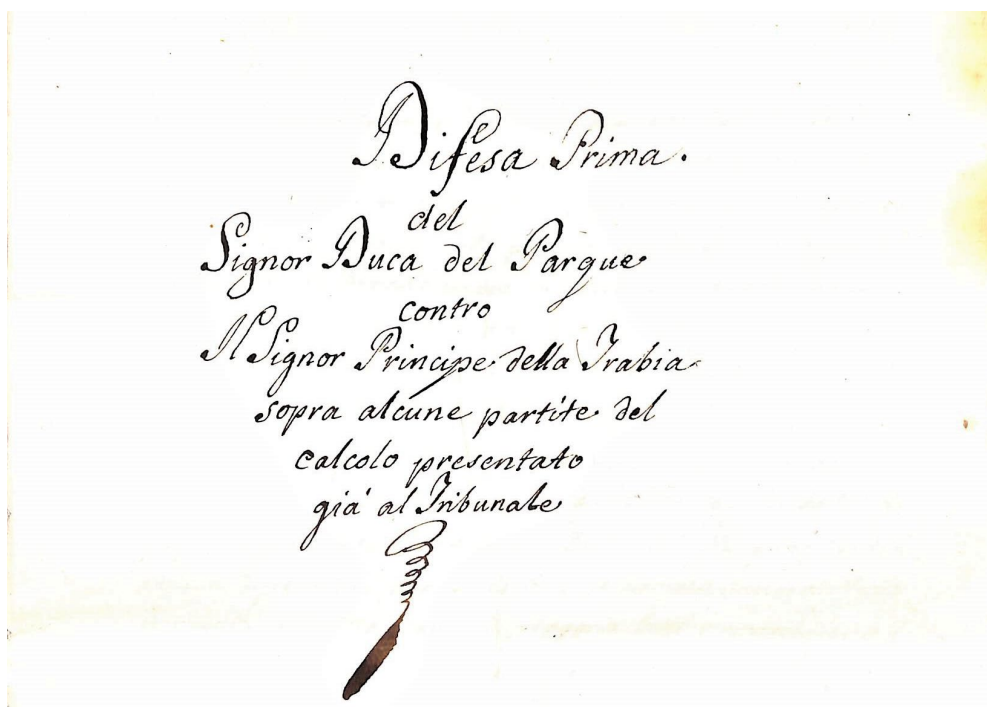 Difesa Prima.
del
Signor Duca del Parque
contro
Il Signor Principe della Trabia
sopra alcune partite del
calcolo presentato
già al Tribunale